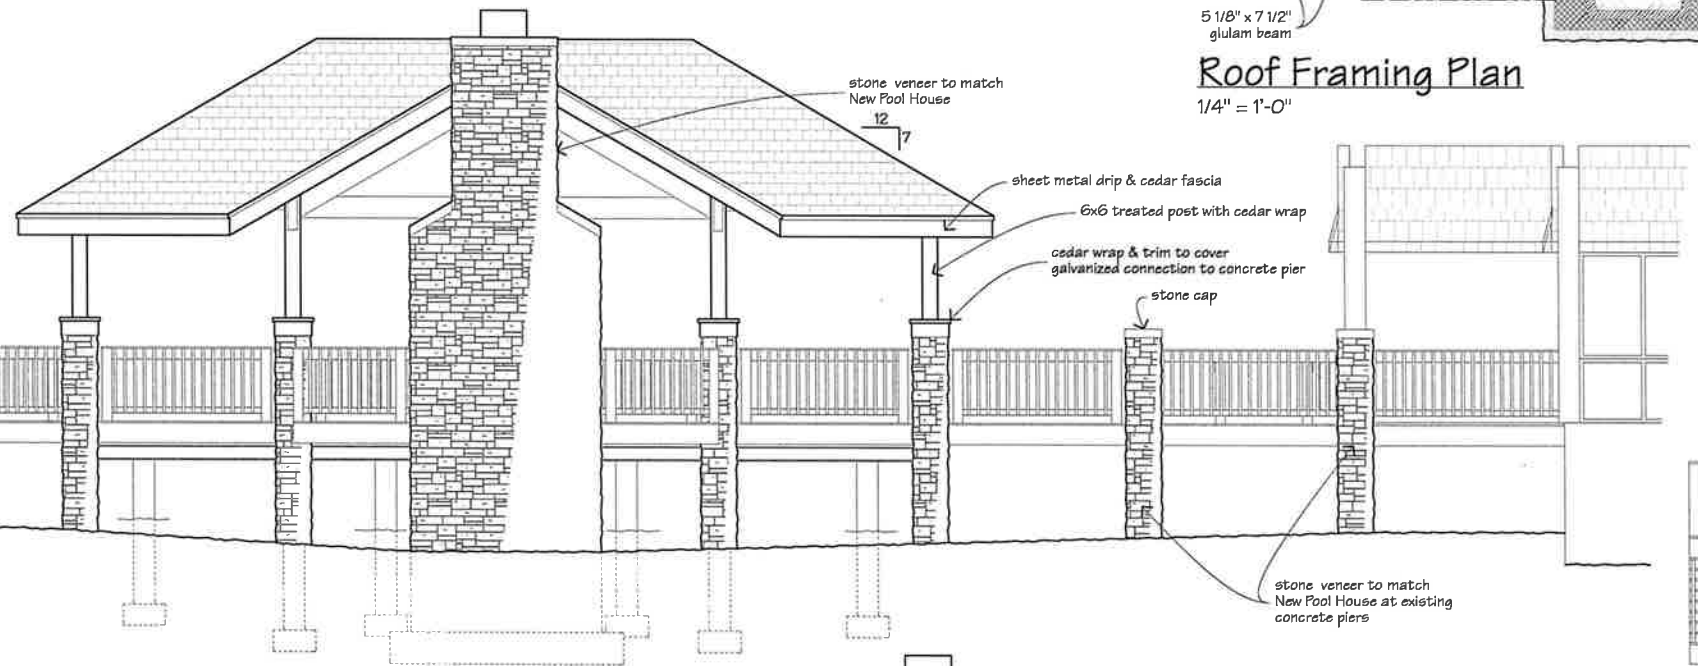 5 1/8" x 7 1/2"
glulam beam
Roof Framing Plan
1/4" = 1'-0"
stone veneer to match
New Pool House
12
7
sheet metal drip & cedar fascia
6x6 treated post with cedar wrap
cedar wrap & trim to cover
galvanized connection to concrete pier
stone cap
stone veneer to match
New Pool House at existing
concrete piers